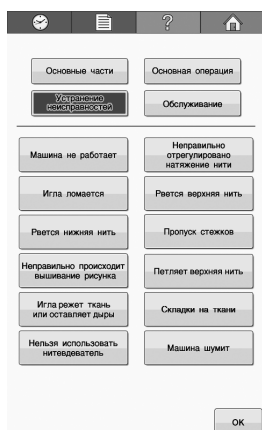 Основные части
Основная операция
Устранение
неисправностей
Обслуживание
Машина не работает
Неправильно
отрегулировано
натяжение нити
Игла ломается
Рвется верхняя нить
Рвется нижняя нить
Пропуск стежков
Неправильно происходит
вышивание рисунка
Петляет верхняя нить
Игла режет ткань
или оставляет дыры
Складки на ткани
Нельзя использовать
нитевдеватель
Машина шумит
ОК